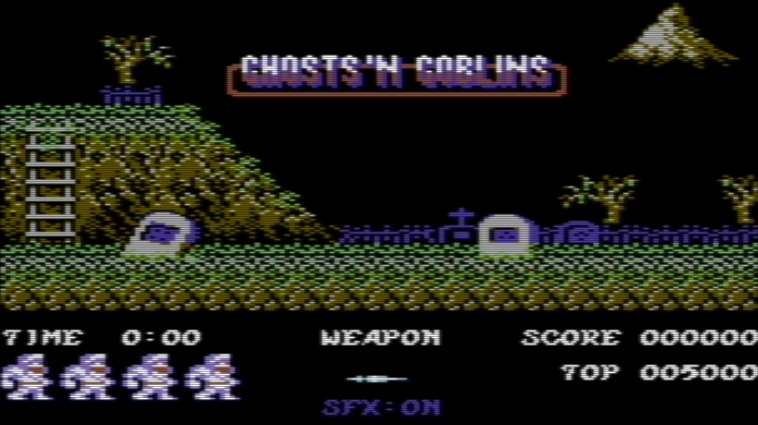 GHOSTS'N GOBLINS
TIME 0:00 WEAPON SCORE 000000
TOP 005000
SFX:ON